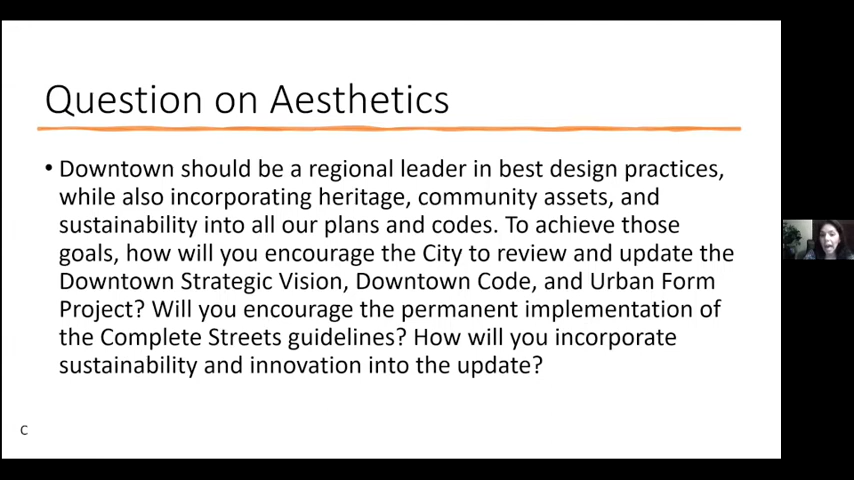 Question on Aesthetics
• Downtown should be a regional leader in best design practices,
while also incorporating heritage, community assets, and
sustainability into all our plans and codes. To achieve those
goals, how will you encourage the City to review and update the
Downtown Strategic Vision, Downtown Code, and Urban Form
Project? Will you encourage the permanent implementation of
the Complete Streets guidelines? How will you incorporate
sustainability and innovation into the update?
C